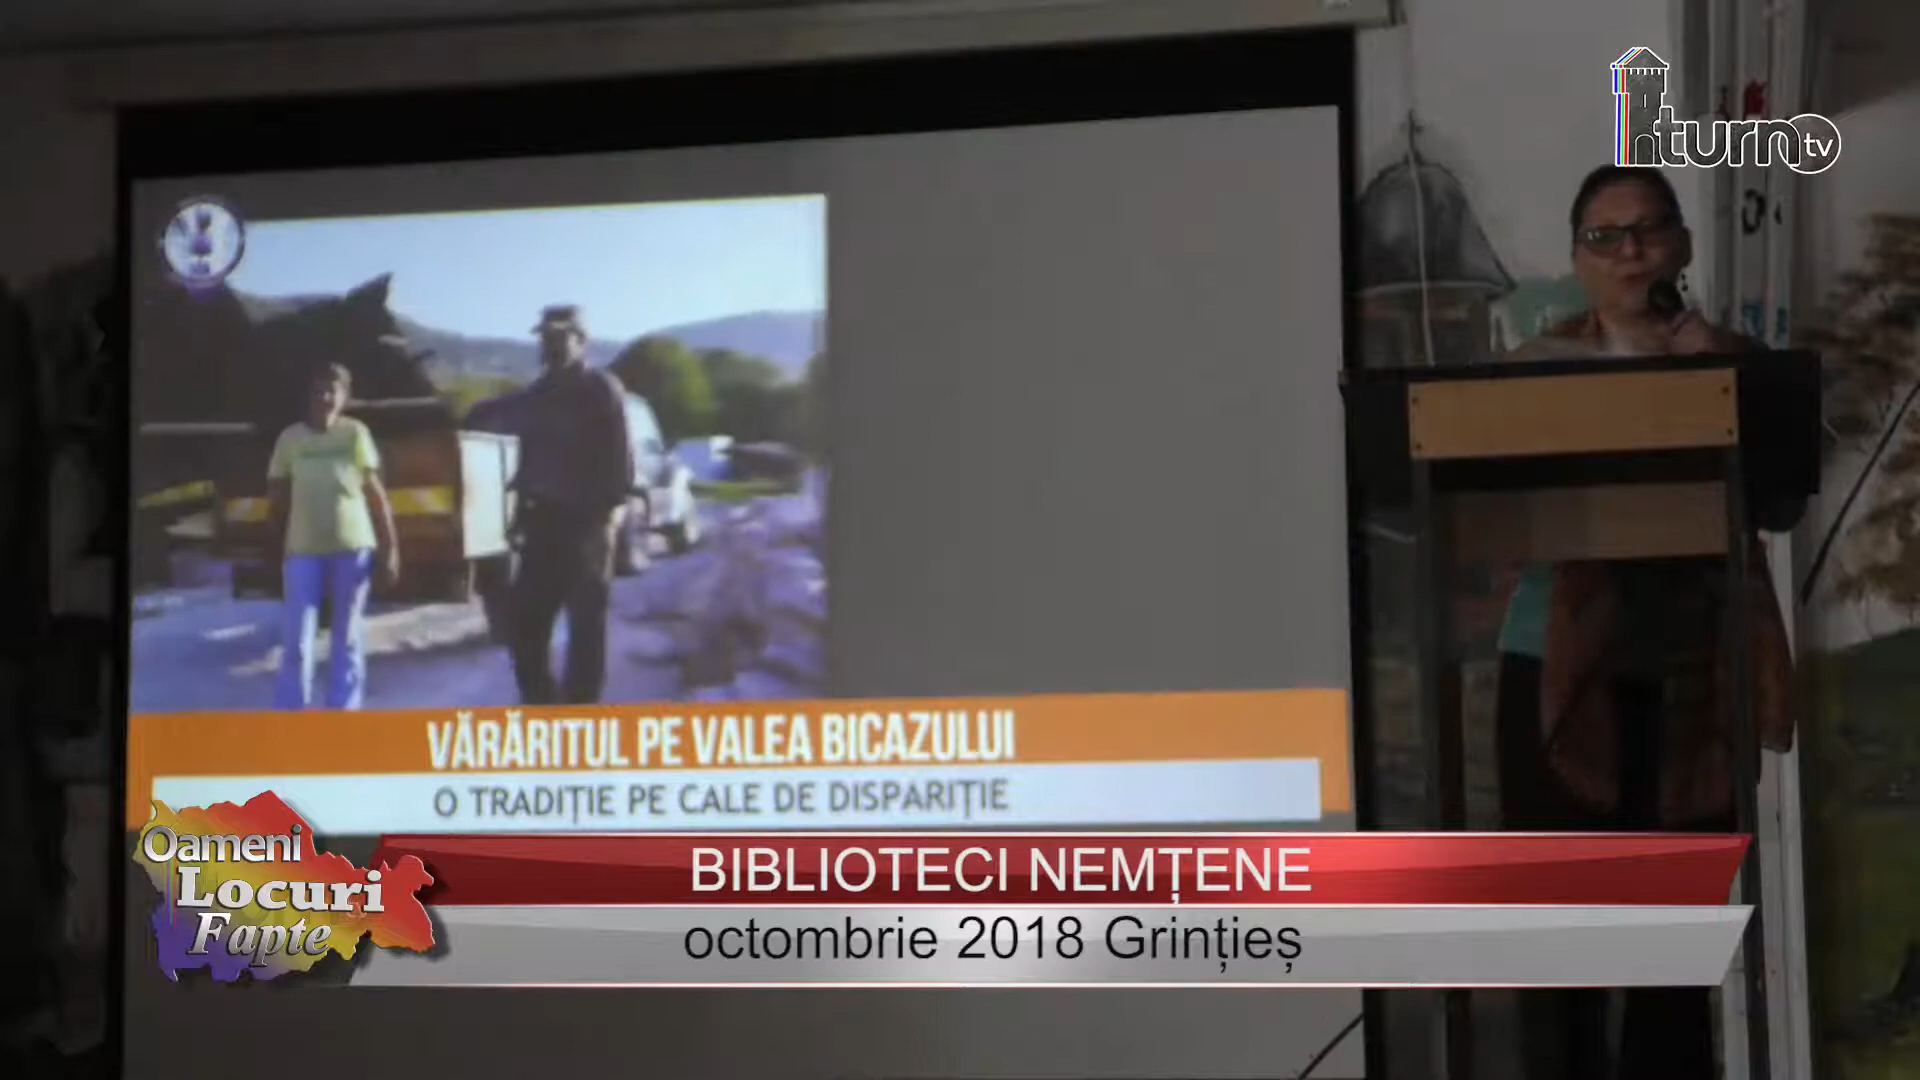 turn tv
VĂRĂRITUL PE VALEA BICAZULUI
O TRADIȚIE PE CALE DE DISPARIȚIE
Oameni
Locuri
Fapte
BIBLIOTECI NEMȚENE
octombrie 2018 Grințieș